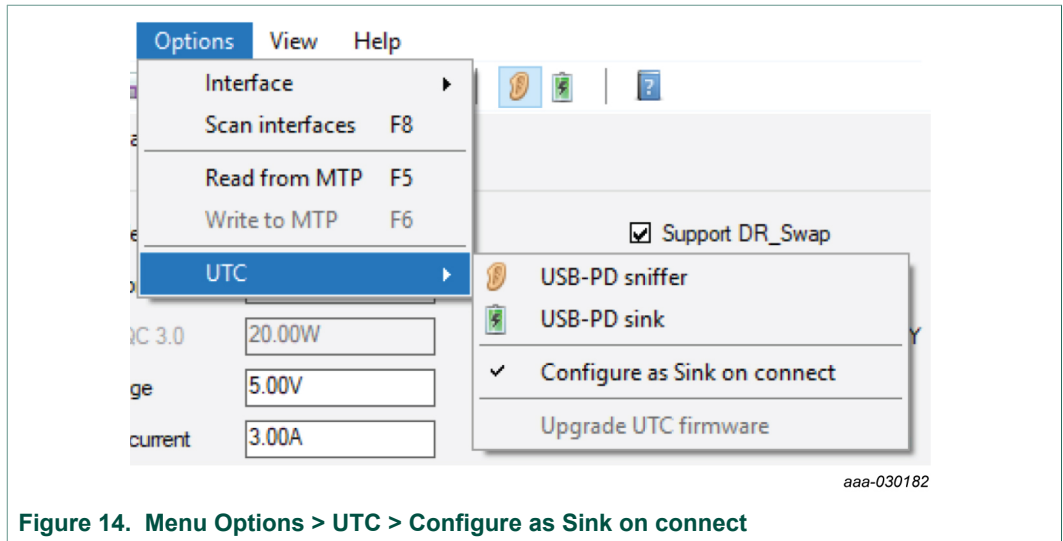 Options View Help
Interface
Scan interfaces F8
Read from MTP F5
Write to MTP F6
Support DR_Swap
UTC
USB-PD sniffer
USB-PD sink
QC 3.0 20.00W
Y
Configure as Sink on connect
ge 5.00V
Upgrade UTC firmware
current 3.00A
aaa-030182
Figure 14. Menu Options > UTC > Configure as Sink on connect